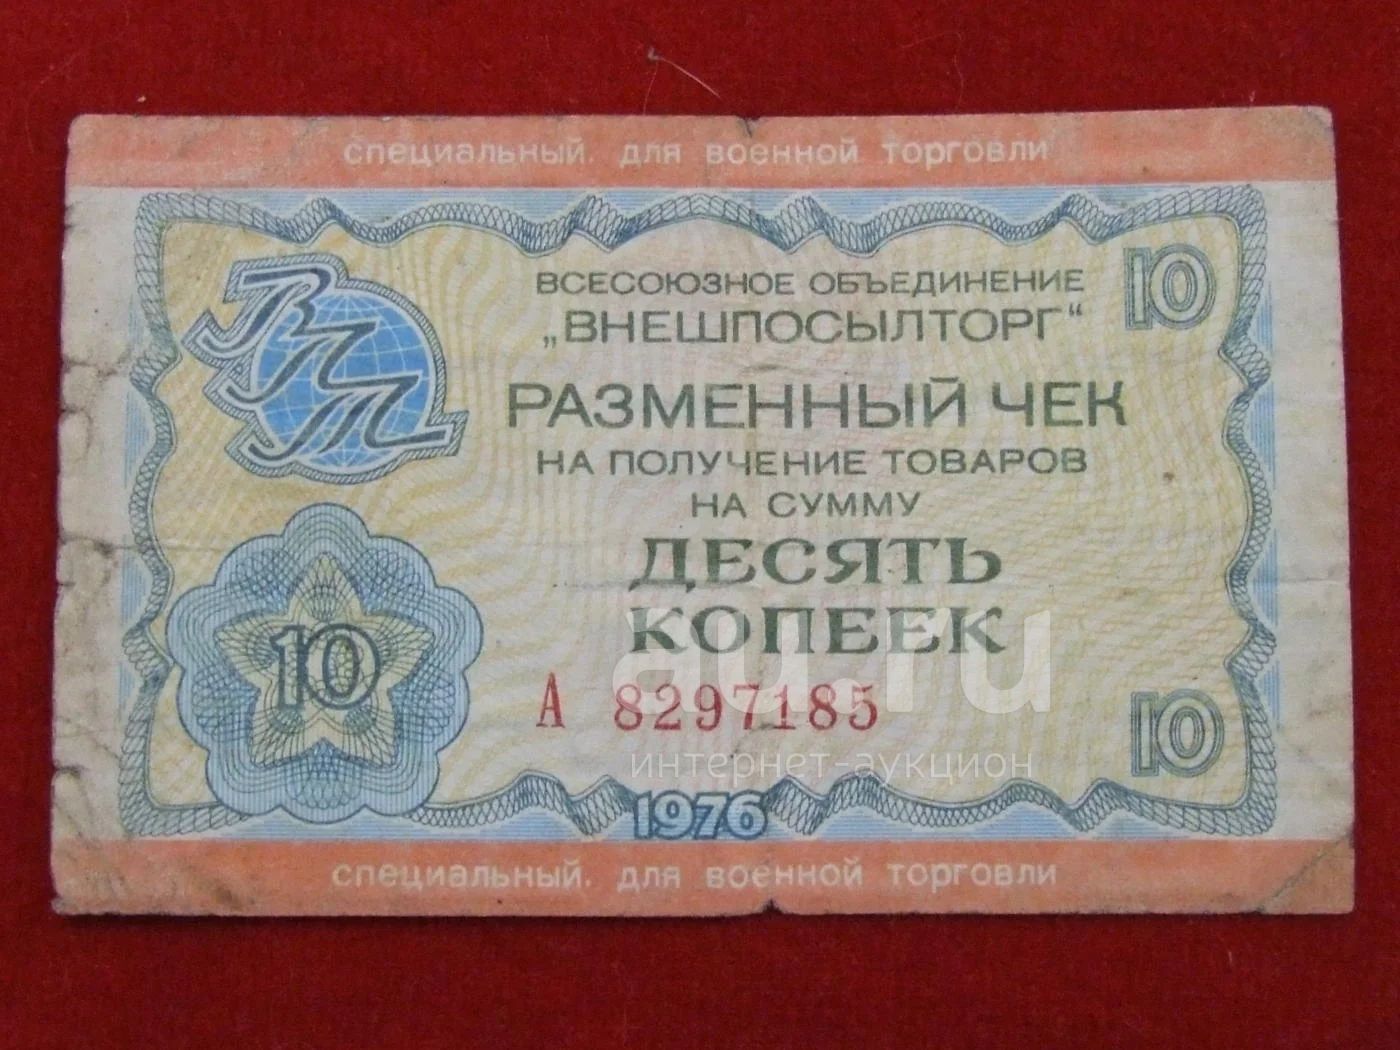 специальный. для военной торговли
ВПТ
ВСЕСОЮЗНОЕ ОБЪЕДИНЕНИЕ
„ВНЕШПОСЫЛТОРГ“
10
РАЗМЕННЫЙ ЧЕК
НА ПОЛУЧЕНИЕ ТОВАРОВ
НА СУММУ
ДЕСЯТЬ
КОПЕЕК
10
А 8297185
10
1976
специальный. для военной торговли
au.ru
интернет-аукцион